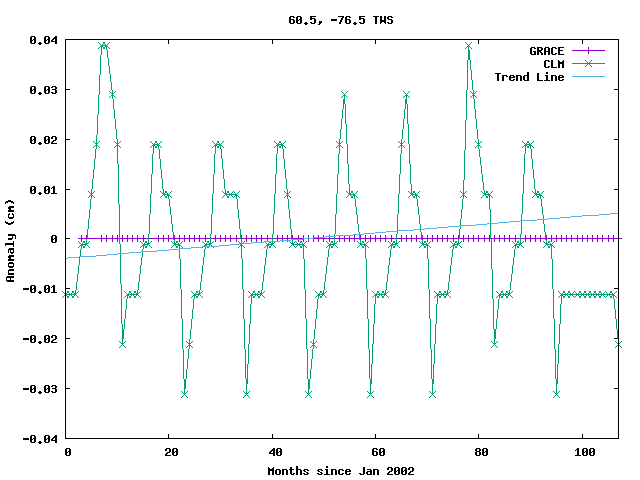 60.5, -76.5 TWS
0.04
0.03
0.02
0.01
0
-0.01
-0.02
-0.03
-0.04
Anomaly (cm)
GRACE
CLM
Trend Line
0 20 40 60 80 100
Months since Jan 2002